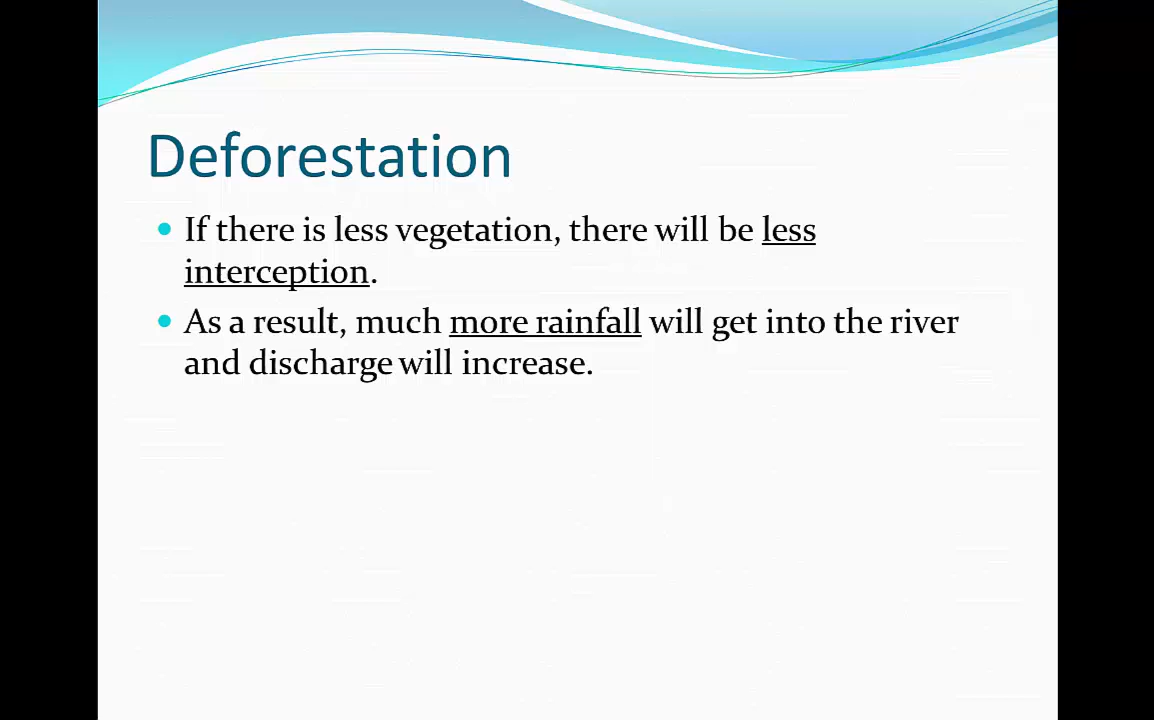 Deforestation
• If there is less vegetation, there will be less
interception.
• As a result, much more rainfall will get into the river
and discharge will increase.